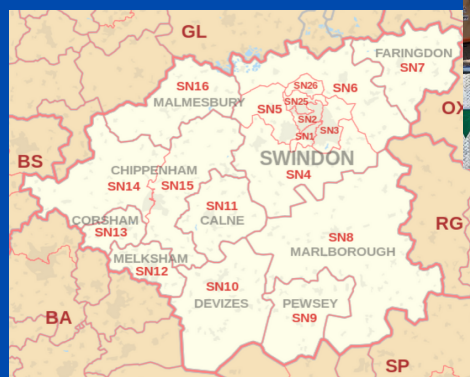 GL
FARINGDON
SN7
SN16
MALMESBURY
SN26
SN6
SN25
SN5
SN2
SN3
SN1
OX
BS
SWINDON
SN4
CHIPPENHAM
SN14
SN15
SN11
CALNE
CORSHAM
SN13
SN8
MARLBOROUGH
RG
MELKSHAM
SN12
SN10
DEVIZES
PEWSEY
SN9
BA
SP